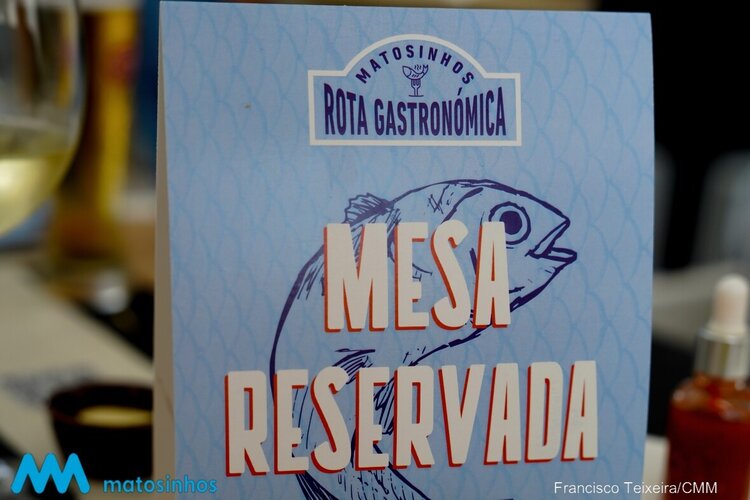 MATOSINHOS
ROTA GASTRONÓMICA
MESA
RESERVADA
matosinhos
Francisco Teixeira/CMM